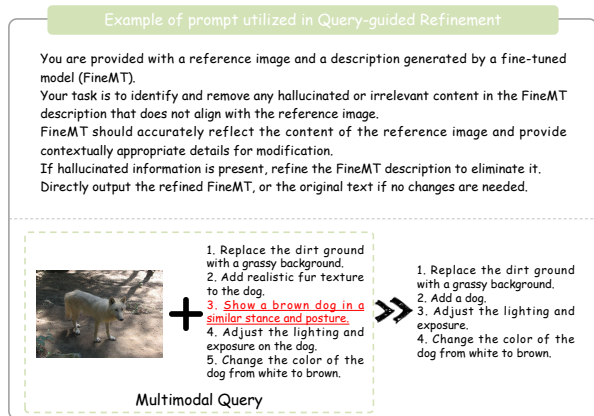 Example of prompt utilized in Query-guided Refinement
You are provided with a reference image and a description generated by a fine-tuned
model (FineMT).
Your task is to identify and remove any hallucinated or irrelevant content in the FineMT
description that does not align with the reference image.
FineMT should accurately reflect the content of the reference image and provide
contextually appropriate details for modification.
If hallucinated information is present, refine the FineMT description to eliminate it.
Directly output the refined FineMT, or the original text if no changes are needed.
1. Replace the dirt ground
with a grassy background.
2. Add realistic fur texture
to the dog.
3. Show a brown dog in a
similar stance and posture.
4. Adjust the lighting and
exposure on the dog.
5. Change the color of the
dog from white to brown.
Multimodal Query
1. Replace the dirt ground
with a grassy background.
2. Add a dog.
3. Adjust the lighting and
exposure.
4. Change the color of the
dog from white to brown.